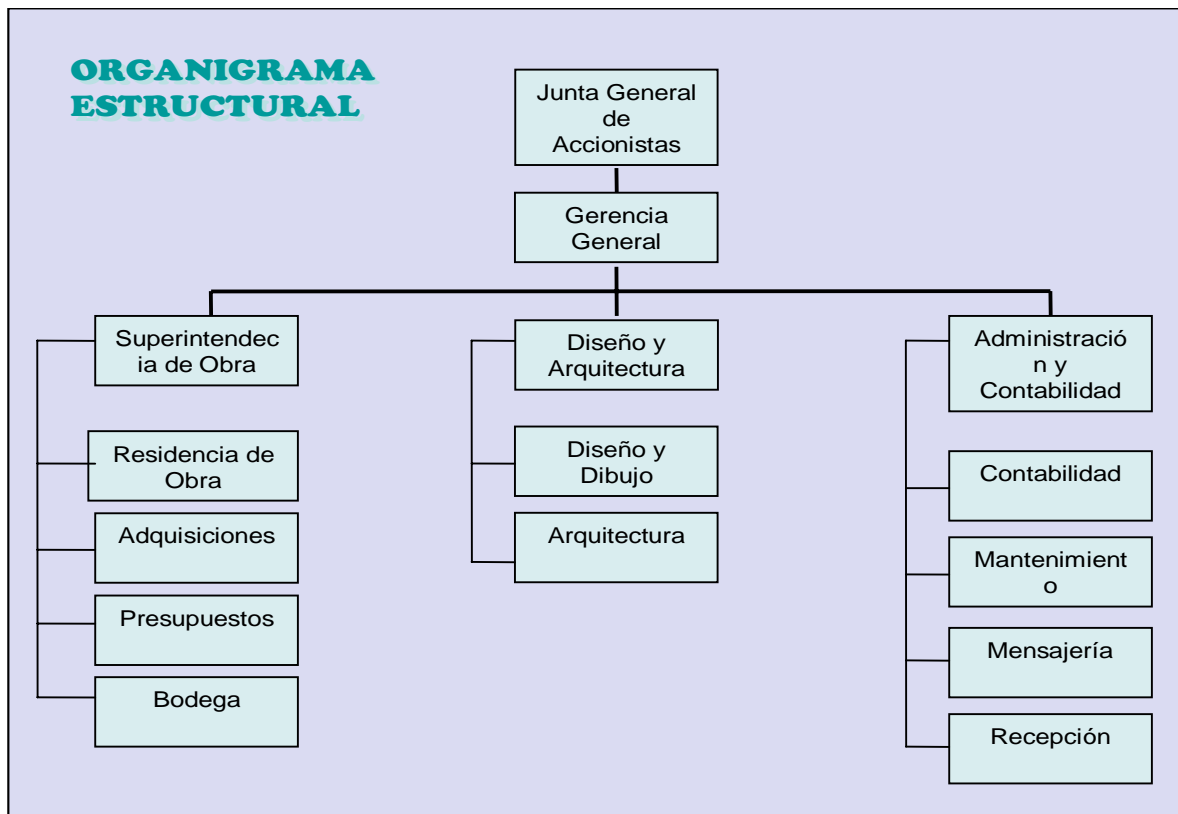 ORGANIGRAMA
ESTRUCTURAL
Junta General
de
Accionistas
Gerencia
General
Superintendec
ia de Obra
Residencia de
Obra
Adquisiciones
Presupuestos
Bodega
Diseño y
Arquitectura
Diseño y
Dibujo
Arquitectura
Administració
n y
Contabilidad
Contabilidad
Mantenimient
o
Mensajería
Recepción